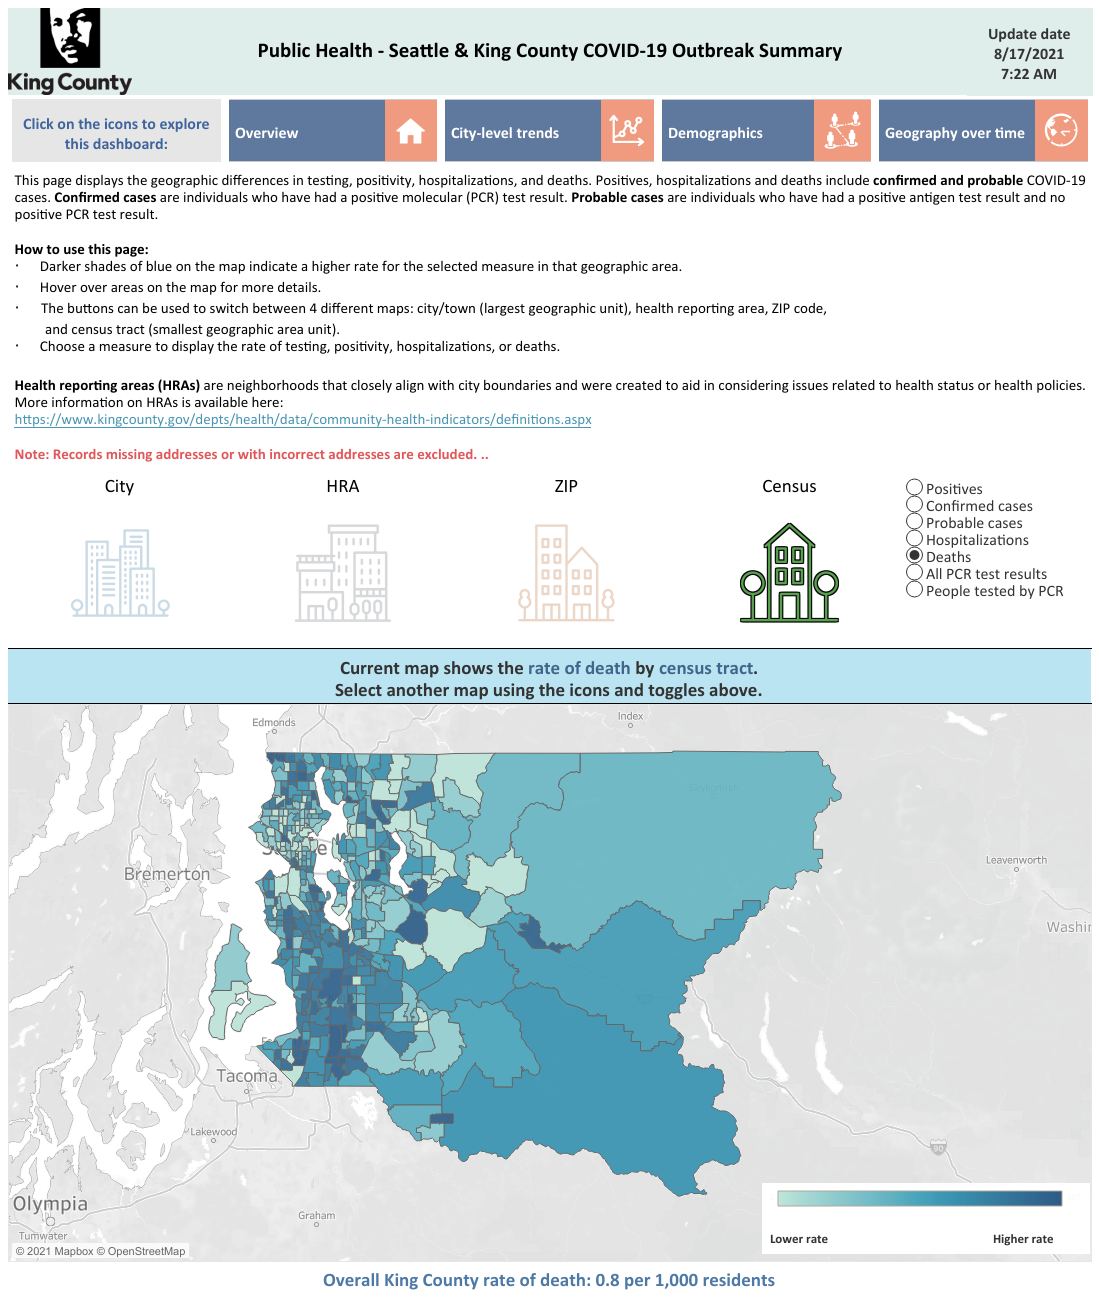 King County
Public Health - Seattle & King County COVID-19 Outbreak Summary
Update date
8/17/2021
7:22 AM
Click on the icons to explore
this dashboard:
Overview
City-level trends
Demographics
Geography over time
This page displays the geographic differences in testing, positivity, hospitalizations, and deaths. Positives, hospitalizations and deaths include confirmed and probable COVID-19
cases. Confirmed cases are individuals who have had a positive molecular (PCR) test result. Probable cases are individuals who have had a positive antigen test result and no
positive PCR test result.
How to use this page:
· Darker shades of blue on the map indicate a higher rate for the selected measure in that geographic area.
· Hover over areas on the map for more details.
· The buttons can be used to switch between 4 different maps: city/town (largest geographic unit), health reporting area, ZIP code,
and census tract (smallest geographic area unit).
· Choose a measure to display the rate of testing, positivity, hospitalizations, or deaths.
Health reporting areas (HRAs) are neighborhoods that closely align with city boundaries and were created to aid in considering issues related to health status or health policies.
More information on HRAs is available here:
https://www.kingcounty.gov/depts/health/data/community-health-indicators/definitions.aspx
Note: Records missing addresses or with incorrect addresses are excluded. ..
City
HRA
ZIP
Census
Positives
Confirmed cases
Probable cases
Hospitalizations
Deaths
All PCR test results
People tested by PCR
Current map shows the rate of death by census tract.
Select another map using the icons and toggles above.
Edmonds
Index
Leavenworth
Bremerton
Washin
Tacoma
Lakewood
90
Olympia
Tumwater
Graham
© 2021 Mapbox © OpenStreetMap
Lower rate
Higher rate
Overall King County rate of death: 0.8 per 1,000 residents